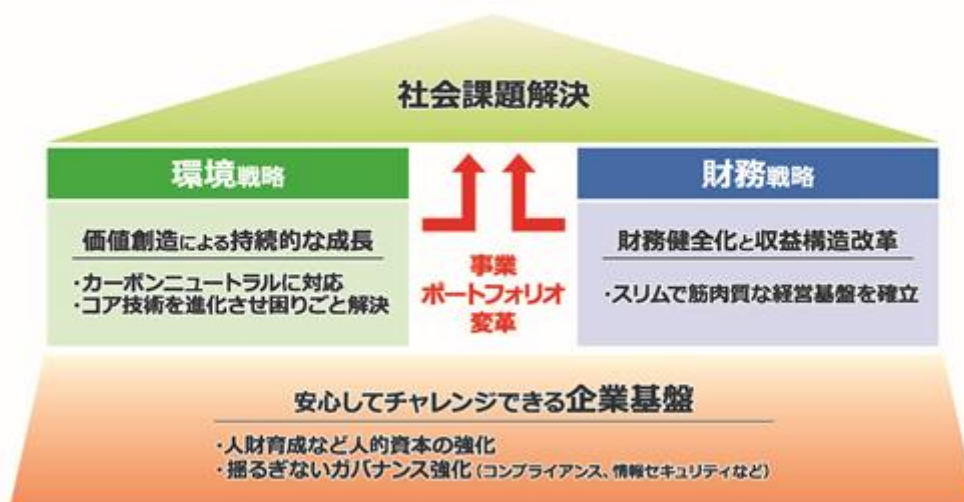 社会課題解決
環境戦略
価値創造による持続的な成長
・カーボンニュートラルに対応
・コア技術を進化させ困りごと解決
事業
ポートフォリオ
変革
財務戦略
財務健全化と収益構造改革
・スリムで筋肉質な経営基盤を確立
安心してチャレンジできる企業基盤
・人財育成など人的資本の強化
・揺るぎないガバナンス強化(コンプライアンス、情報セキュリティなど)